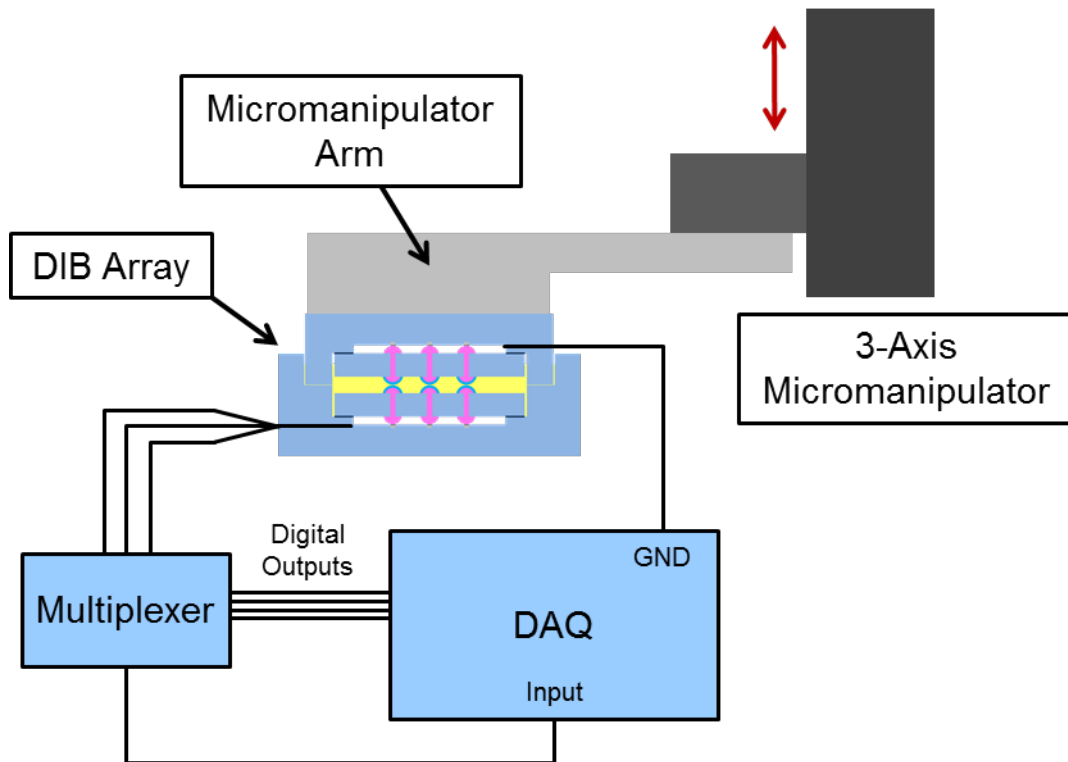 Micromanipulator
Arm
DIB Array
3-Axis
Micromanipulator
Digital
Outputs
GND
Multiplexer
DAQ
Input